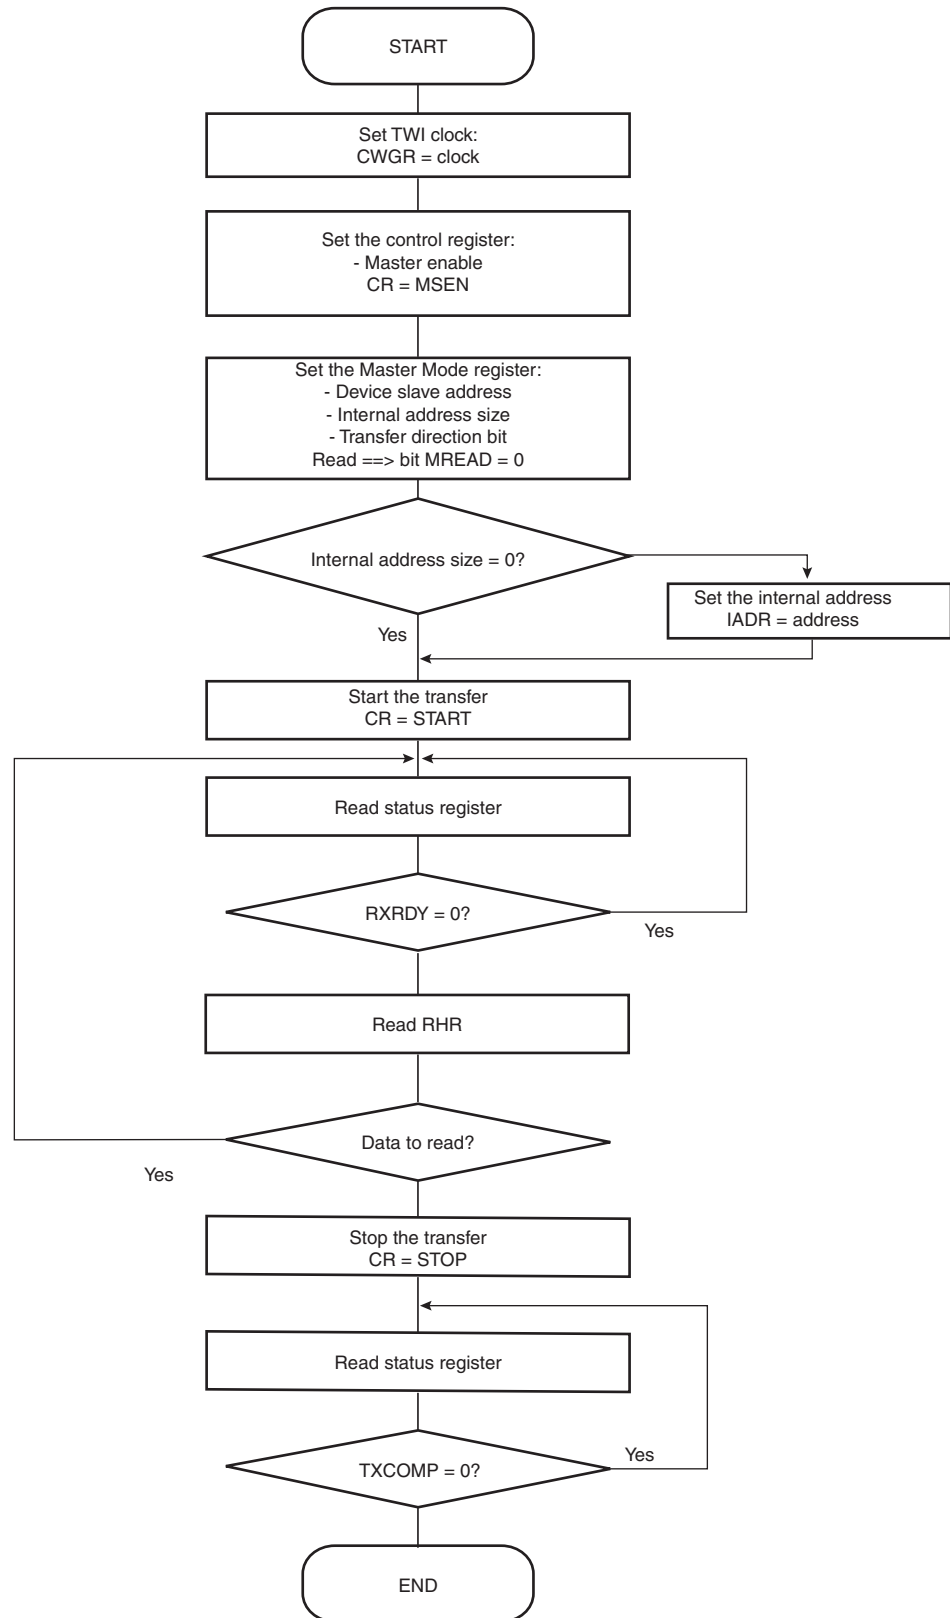 START
Set TWI clock:
CWGR = clock
Set the control register:
- Master enable
CR = MSEN
Set the Master Mode register:
- Device slave address
- Internal address size
- Transfer direction bit
Read ==> bit MREAD = 0
Internal address size = 0?
Set the internal address
IADR = address
Yes
Start the transfer
CR = START
Read status register
RXRDY = 0?
Yes
Read RHR
Data to read?
Yes
Stop the transfer
CR = STOP
Read status register
Yes
TXCOMP = 0?
END